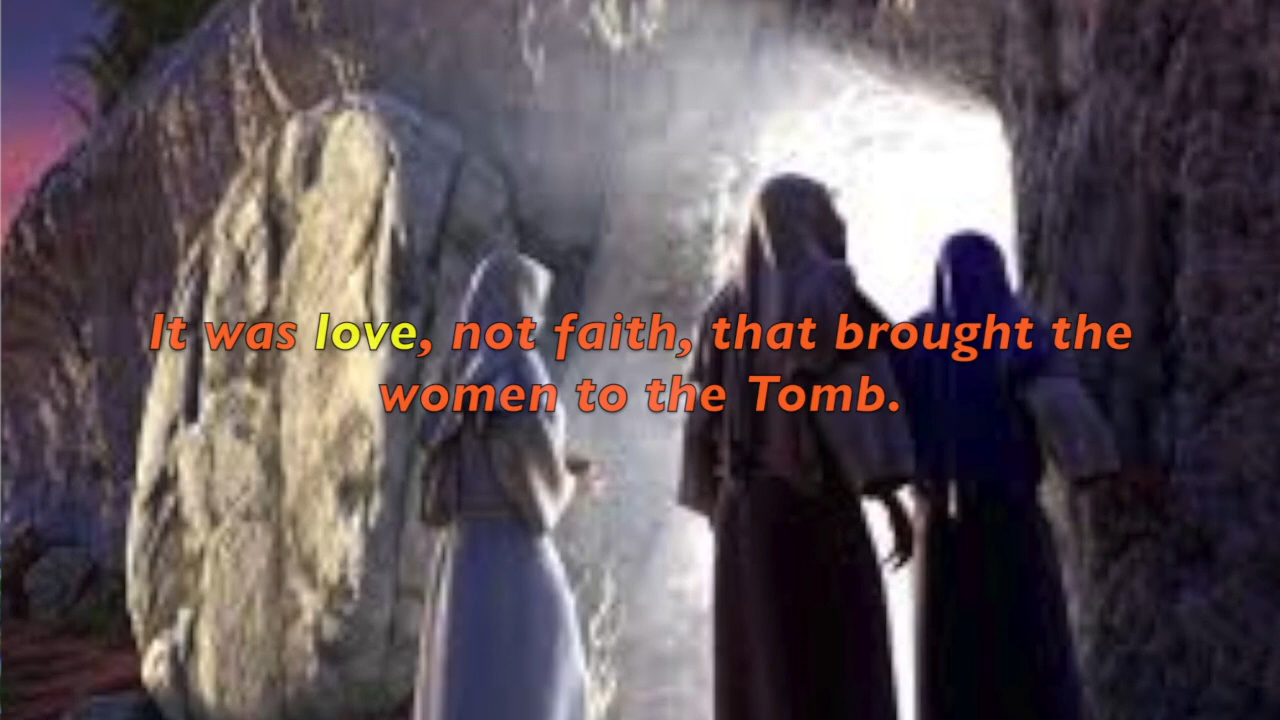 It was love, not faith, that brought the
women to the Tomb.